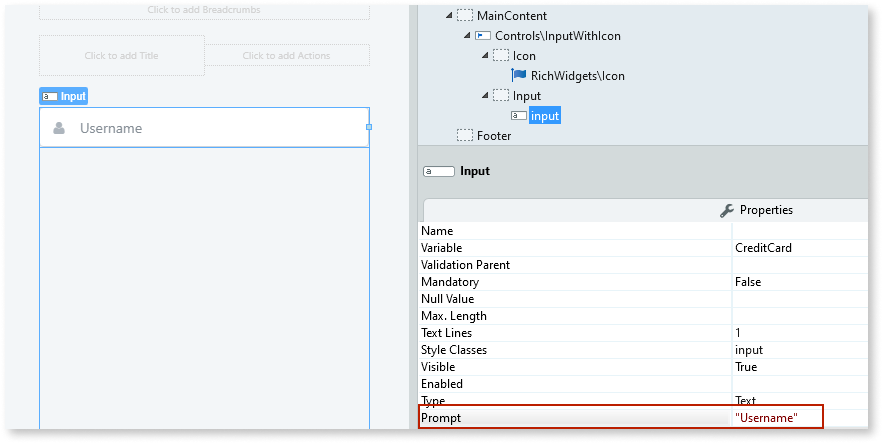 Click to add Breadcrumbs
Click to add Title
Click to add Actions
Input
Username
MainContent
Controls\InputWithIcon
Icon
RichWidgets\Icon
Input
a input
Footer
a Input
Properties
Name
Variable CreditCard
Validation Parent
Mandatory False
Null Value
Max. Length
Text Lines 1
Style Classes input
Visible True
Enabled
Type Text
Prompt "Username"